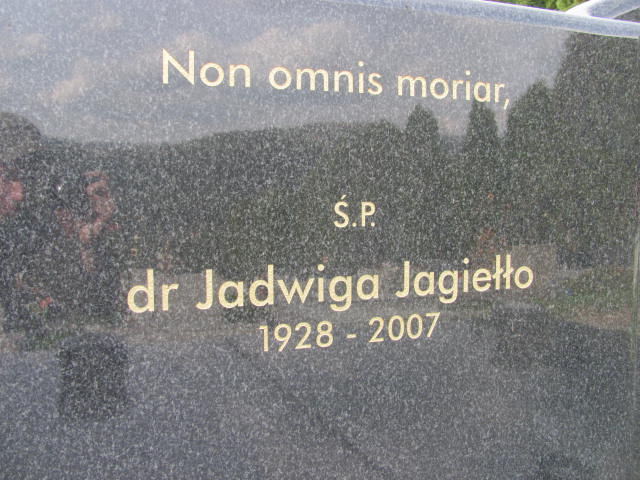 Non omnis moriar,
Ś.P.
dr Jadwiga Jagiełło
1928 - 2007